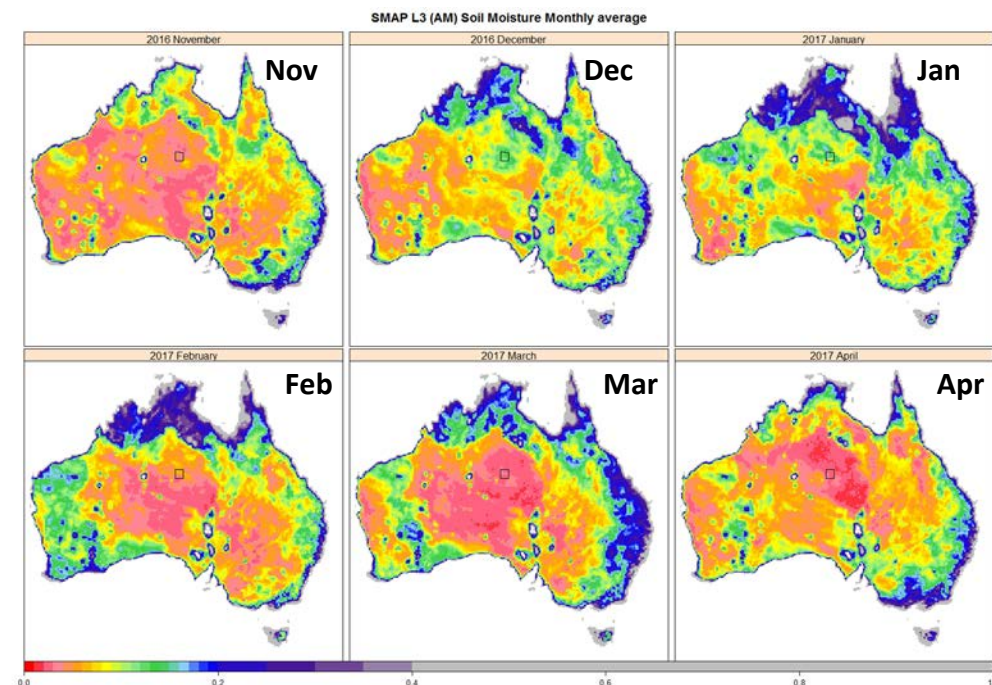 SMAP L3 (AM) Soil Moisture Monthly average
2016 November
2016 December
2017 January
Nov
Dec
Jan
2017 February
2017 March
2017 April
Feb
Mar
Apr
0.0
0.2
0.4
0.6
0.8